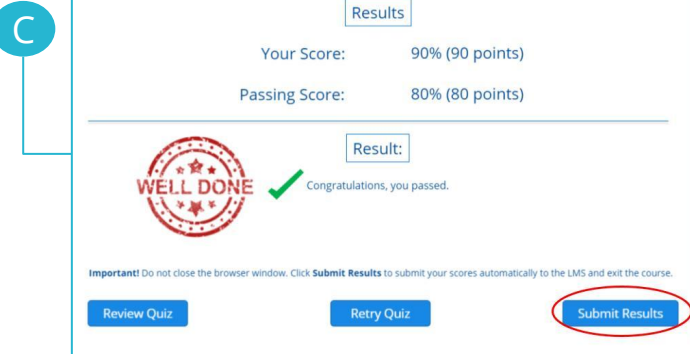 C
Results
Your Score: 90% (90 points)
Passing Score: 80% (80 points)
Result:
WELL DONE
Congratulations, you passed.
Important! Do not close the browser window. Click Submit Results to submit your scores automatically to the LMS and exit the course.
Review Quiz Retry Quiz Submit Results